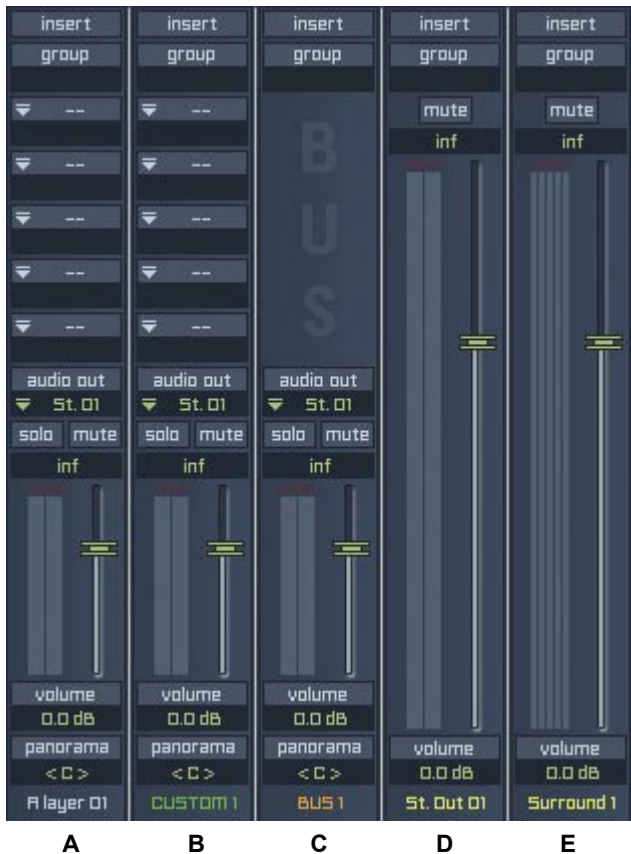 insert insert insert insert insert
group group group group group
-- -- mute mute
inf inf
-- --
B
-- --
U
-- --
S
-- --
audio out audio out audio out
St. 01 St. 01 St. 01
solo mute solo mute solo mute
inf inf inf
volume volume volume
0.0 dB 0.0 dB 0.0 dB
panorama panorama panorama volume volume
<C> <C> <C> 0.0 dB 0.0 dB
A layer 01 CUSTOM 1 BUS 1 St. Out 01 Surround 1
A B C D E